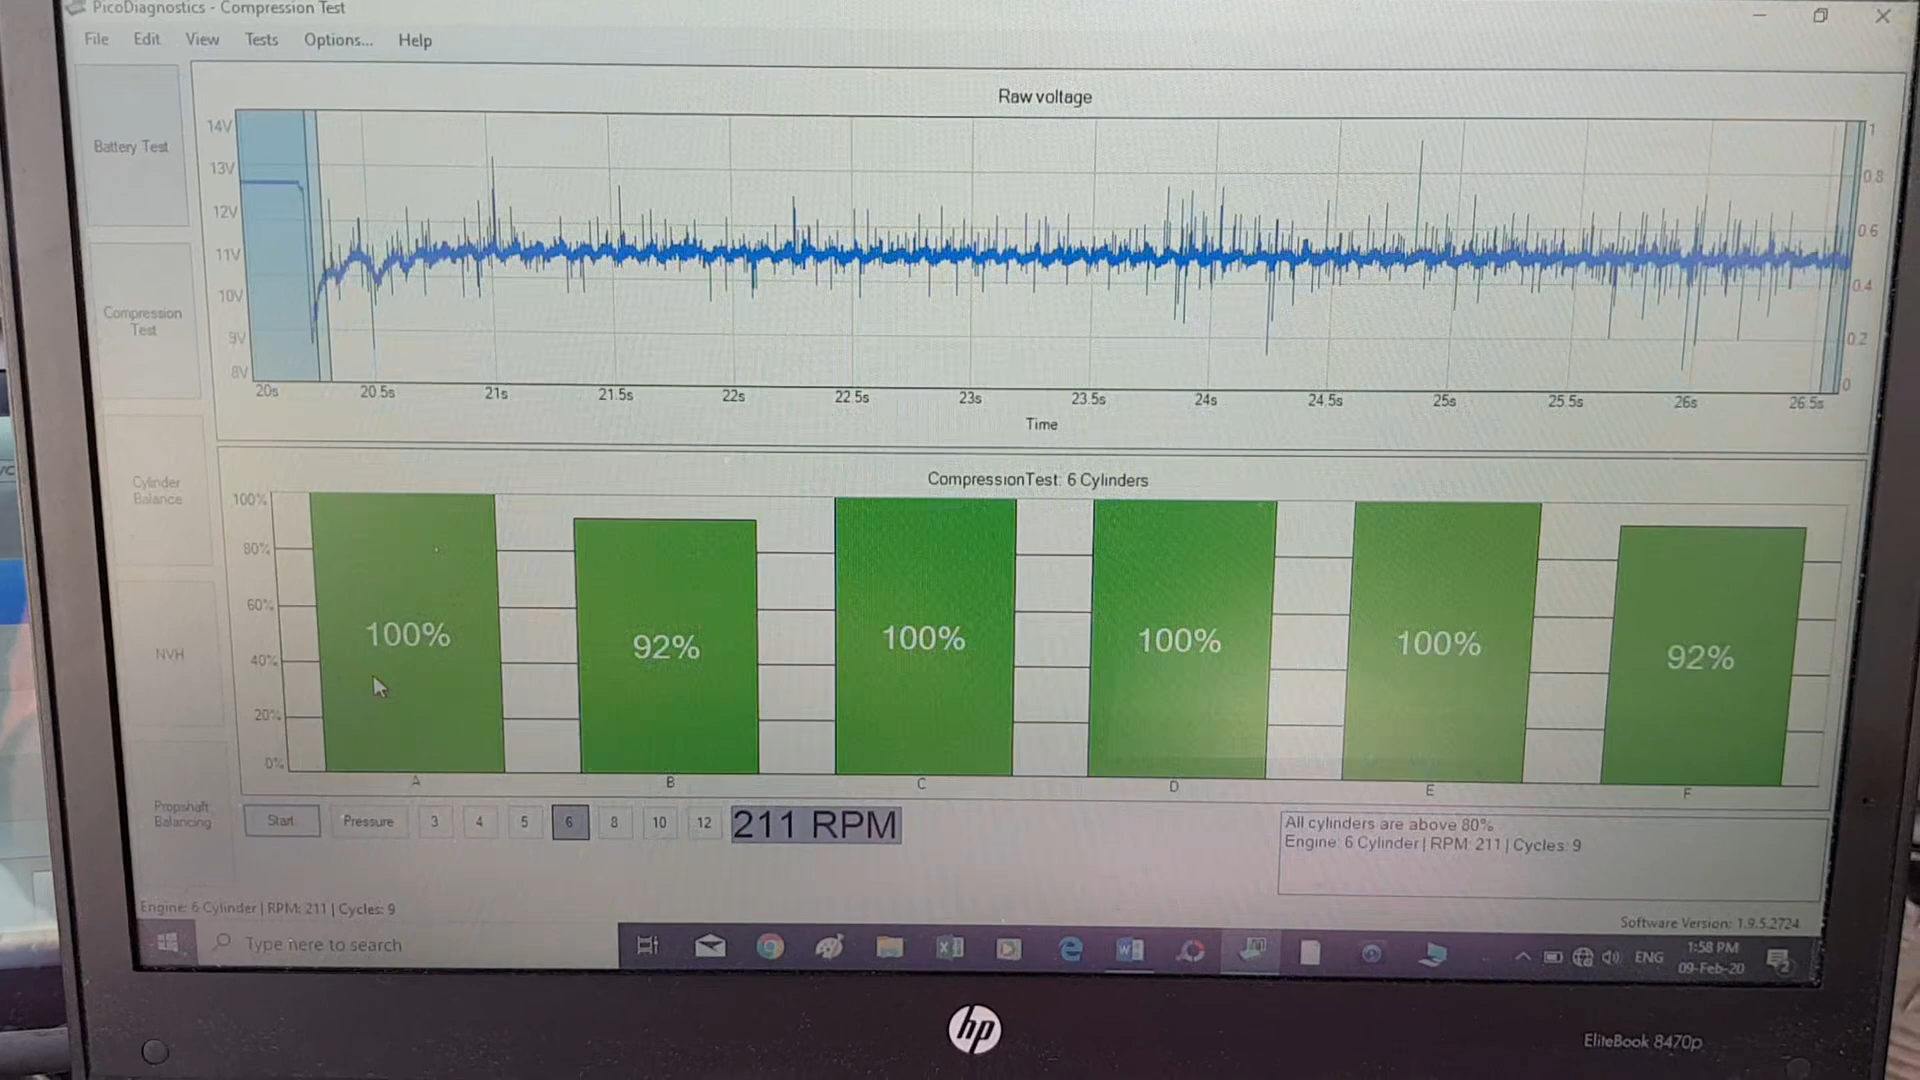 PicoDiagnostics - Compression Test
File Edit View Tests Options... Help
Battery Test
Compression
Test
Cylinder
Balance
NVH
Propshaft
Balancing
Raw voltage
14V
13V
12V
11V
10V
9V
8V
1
0.8
0.6
0.4
0.2
0
20s 20.5s 21s 21.5s 22s 22.5s 23s 23.5s 24s 24.5s 25s 25.5s 26s 26.5s
Time
CompressionTest: 6 Cylinders
100%
80%
60%
40%
20%
0%
100% 92% 100% 100% 100% 92%
A B C D E F
Start Pressure 3 4 5 6 8 10 12 211 RPM
All cylinders are above 80%
Engine: 6 Cylinder | RPM: 211 | Cycles: 9
Engine: 6 Cylinder | RPM: 211 | Cycles: 9
Software Version: 1.9.5.2724
Type here to search
ENG
1:58 PM
09-Feb-20
2
hp
EliteBook 8470p